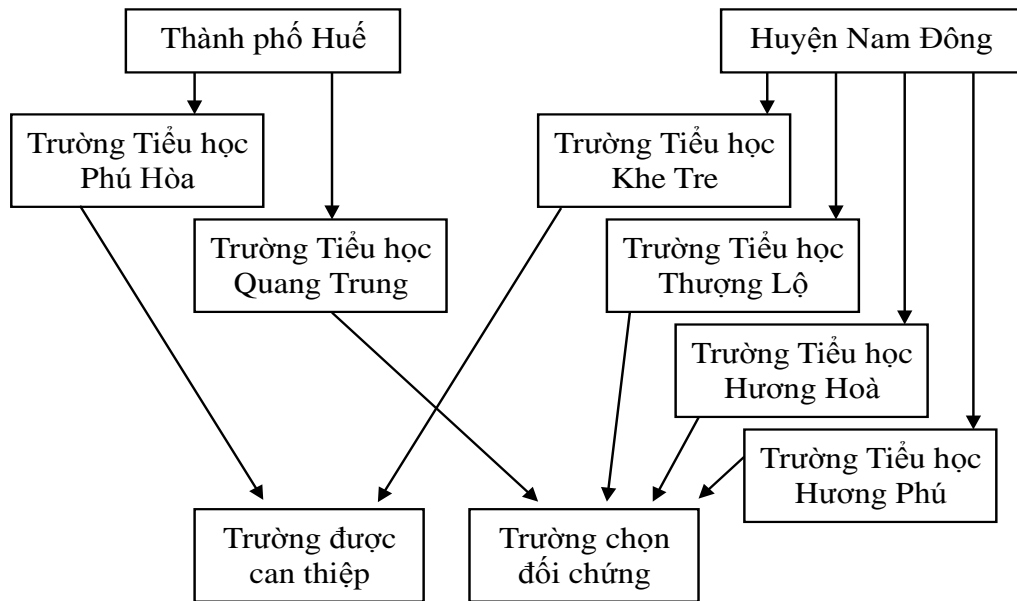 Thành phố Huế
Huyện Nam Đông
Trường Tiểu học
Phú Hòa
Trường Tiểu học
Khe Tre
Trường Tiểu học
Quang Trung
Trường Tiểu học
Thượng Lộ
Trường Tiểu học
Hương Hoà
Trường Tiểu học
Hương Phú
Trường được
can thiệp
Trường chọn
đối chứng